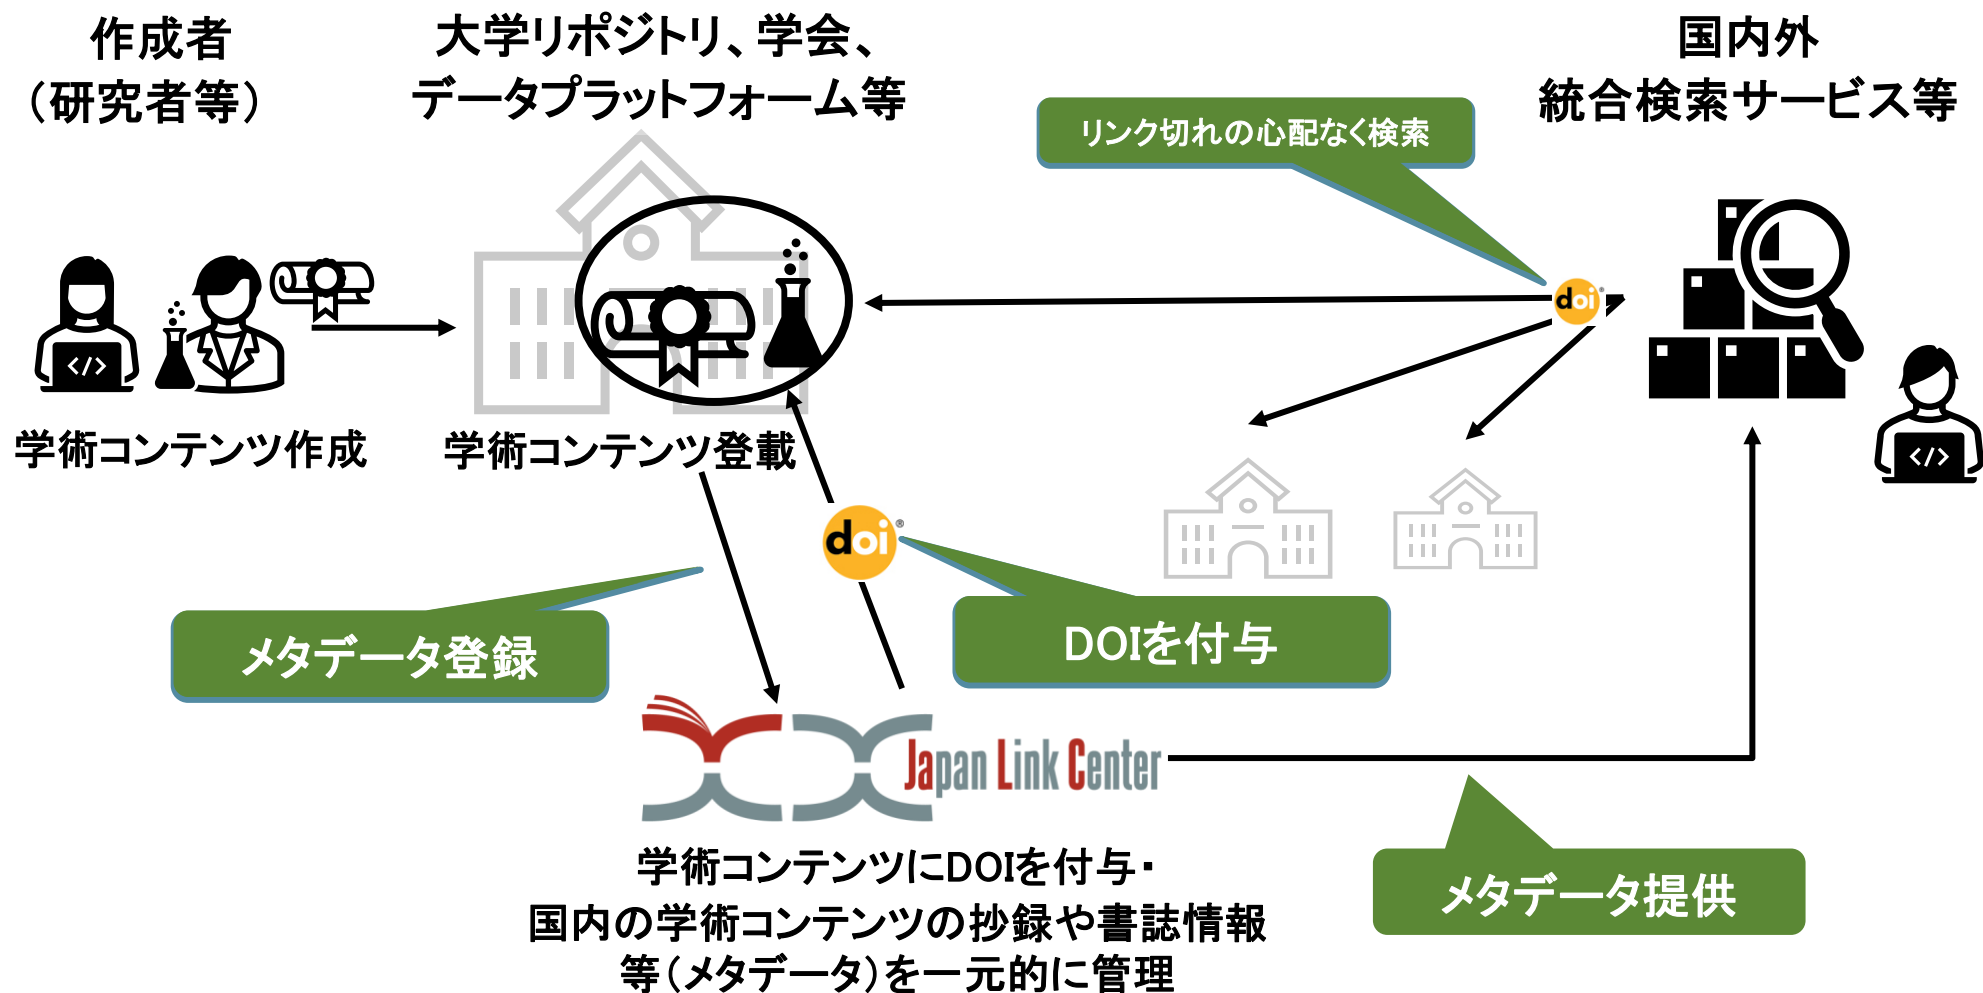 作成者
（研究者等）
大学リポジトリ、学会、
データプラットフォーム等
国内外
統合検索サービス等
リンク切れの心配なく検索
doi®
</>
学術コンテンツ作成
学術コンテンツ登載
</>
doi®
メタデータ登録
DOIを付与
Japan Link Center
学術コンテンツにDOIを付与・
国内の学術コンテンツの抄録や書誌情報
等（メタデータ）を一元的に管理
メタデータ提供